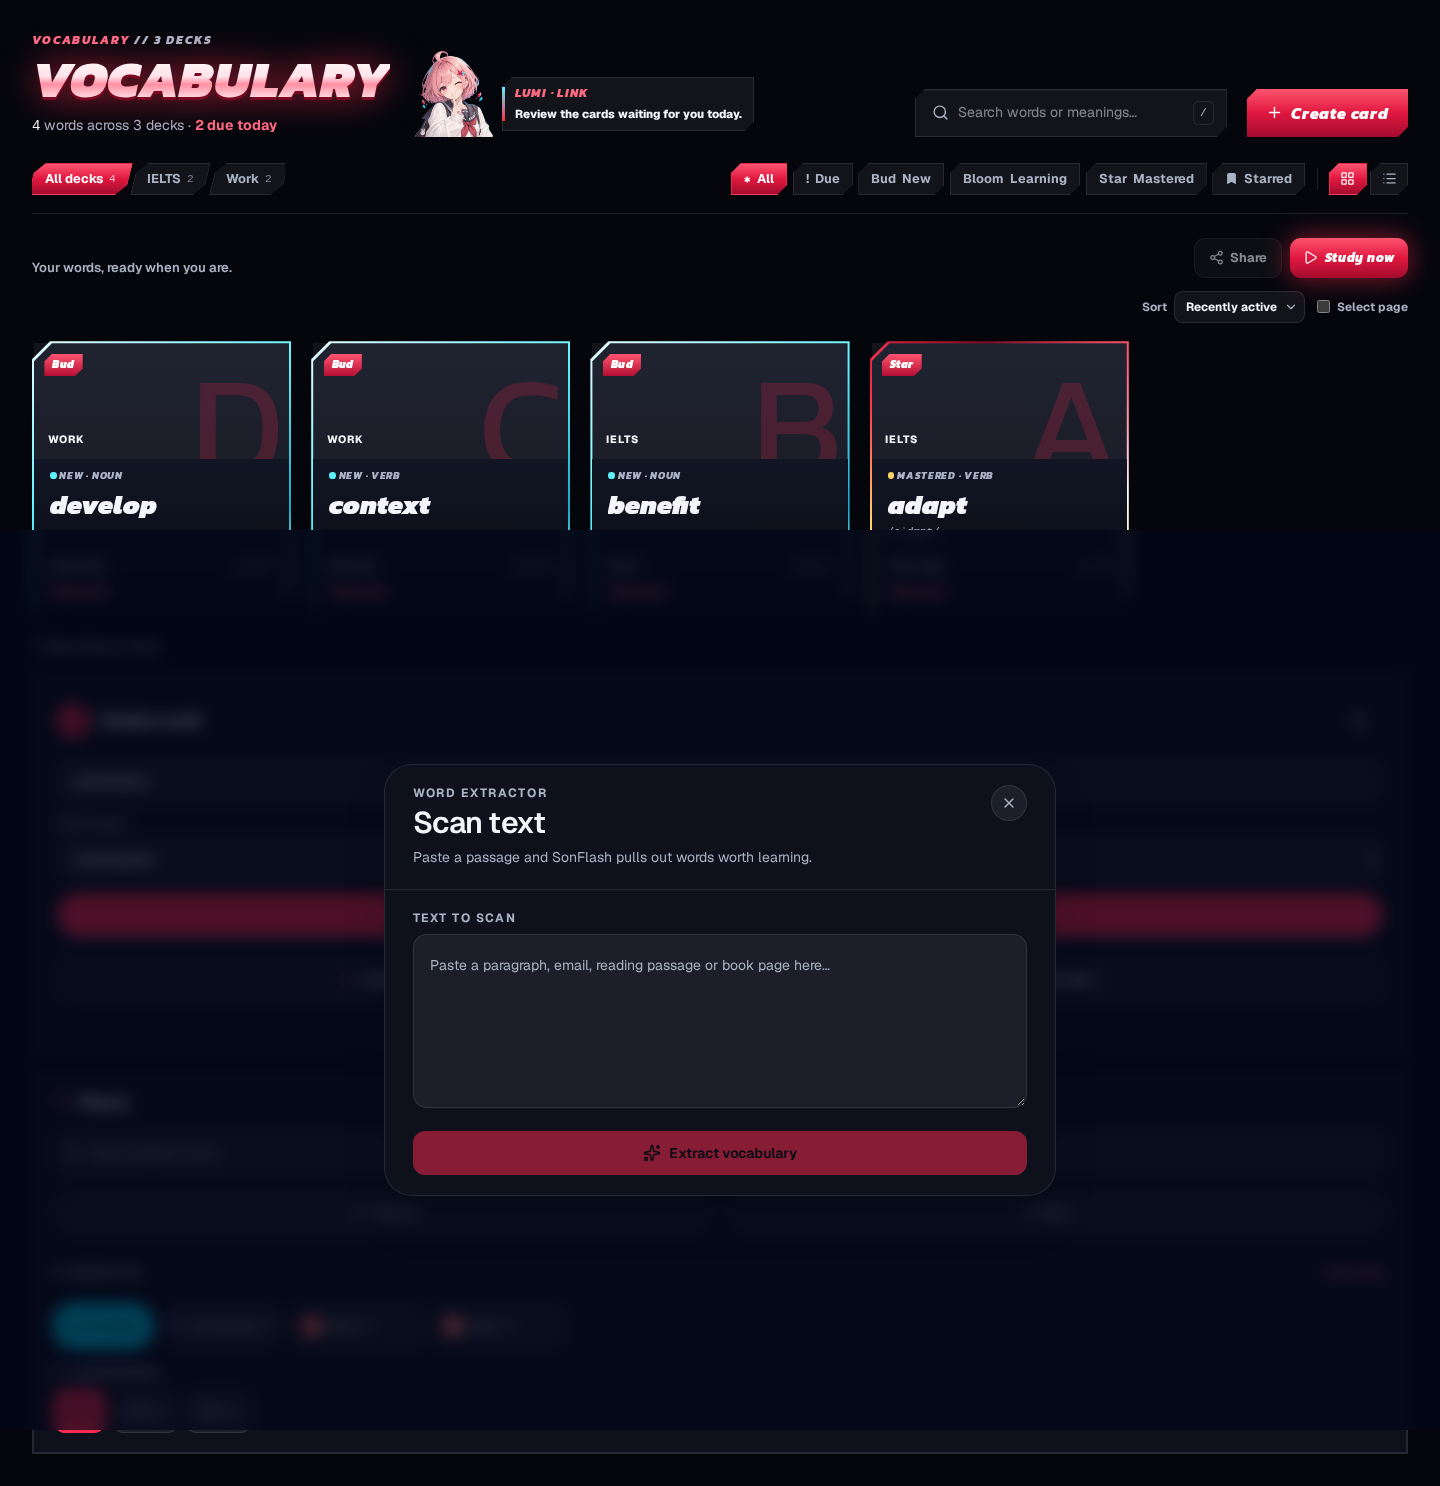 VOCABULARY // 3 DECKS
VOCABULARY
4 words across 3 decks · 2 due today
LUMI · LINK
Review the cards waiting for you today.
Search words or meanings... /
+ Create card
All decks 4
IELTS 2
Work 2
All
! Due
Bud New
Bloom Learning
Star Mastered
Starred
Your words, ready when you are.
Share
Study now
Sort
Recently active
Select page
Bud
D
WORK
NEW · NOUN
develop
Bud
C
WORK
NEW · VERB
context
Bud
B
IELTS
NEW · NOUN
benefit
Star
A
IELTS
MASTERED · VERB
adapt
WORD EXTRACTOR
Scan text
Paste a passage and SonFlash pulls out words worth learning.
TEXT TO SCAN
Paste a paragraph, email, reading passage or book page here...
Extract vocabulary